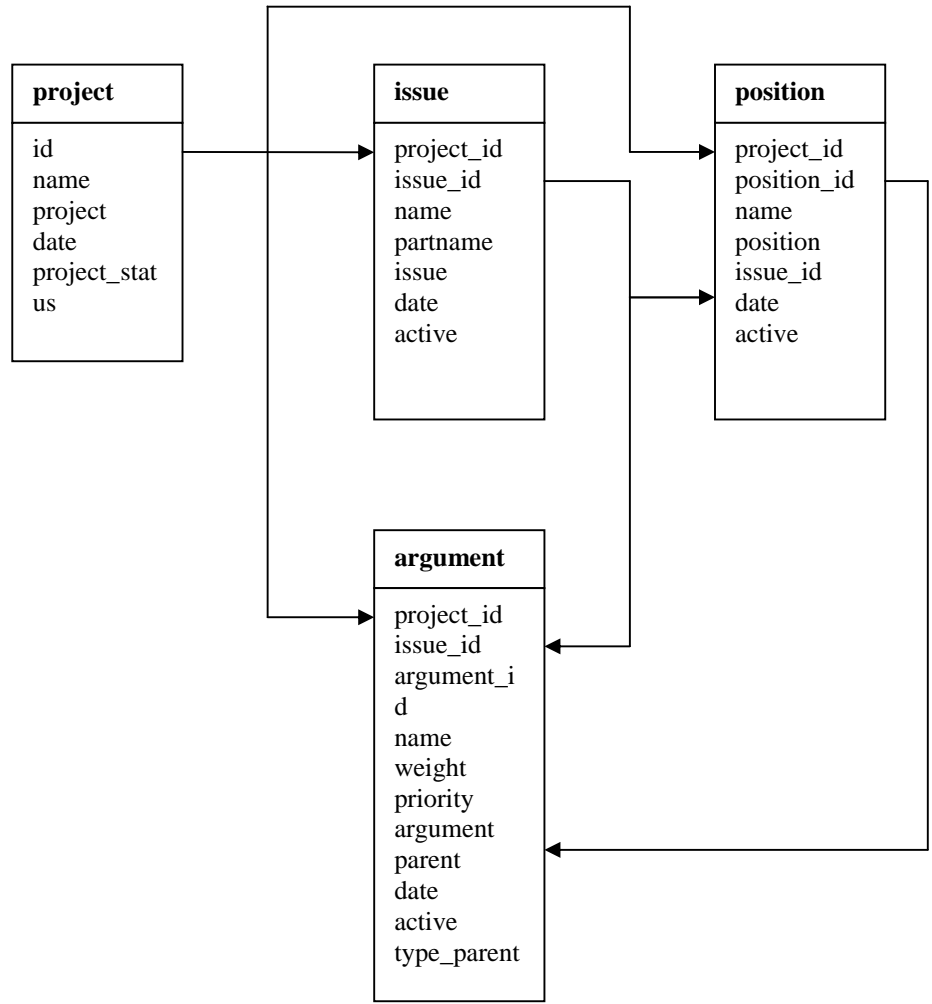 project
id
name
project
date
project_stat
us
issue
project_id
issue_id
name
partname
issue
date
active
position
project_id
position_id
name
position
issue_id
date
active
argument
project_id
issue_id
argument_i
d
name
weight
priority
argument
parent
date
active
type_parent